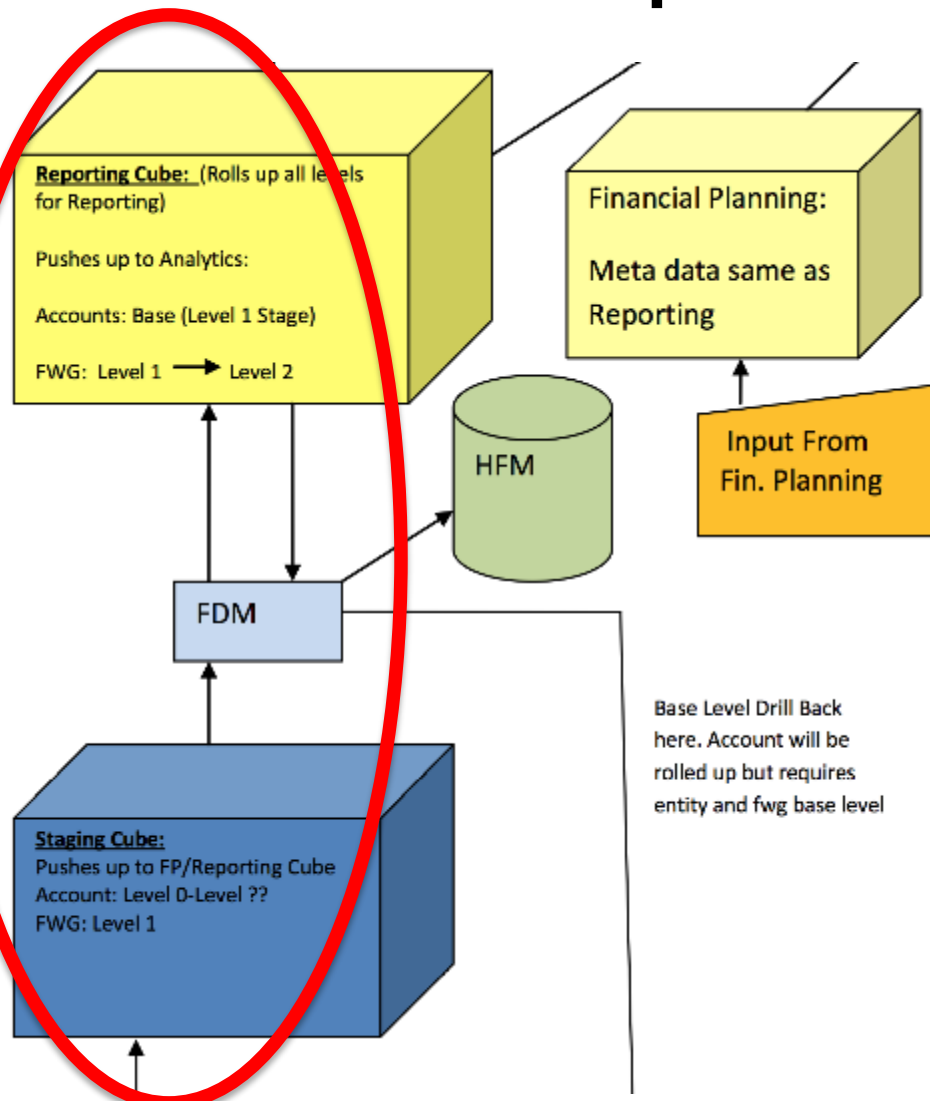 Reporting Cube: (Rolls up all levels
for Reporting)
Pushes up to Analytics:
Accounts: Base (Level 1 Stage)
FWG: Level 1 → Level 2
Financial Planning:
Meta data same as
Reporting
HFM
Input From
Fin. Planning
FDM
Base Level Drill Back
here. Account will be
rolled up but requires
entity and fwg base level
Staging Cube:
Pushes up to FP/Reporting Cube
Account: Level 0-Level ??
FWG: Level 1